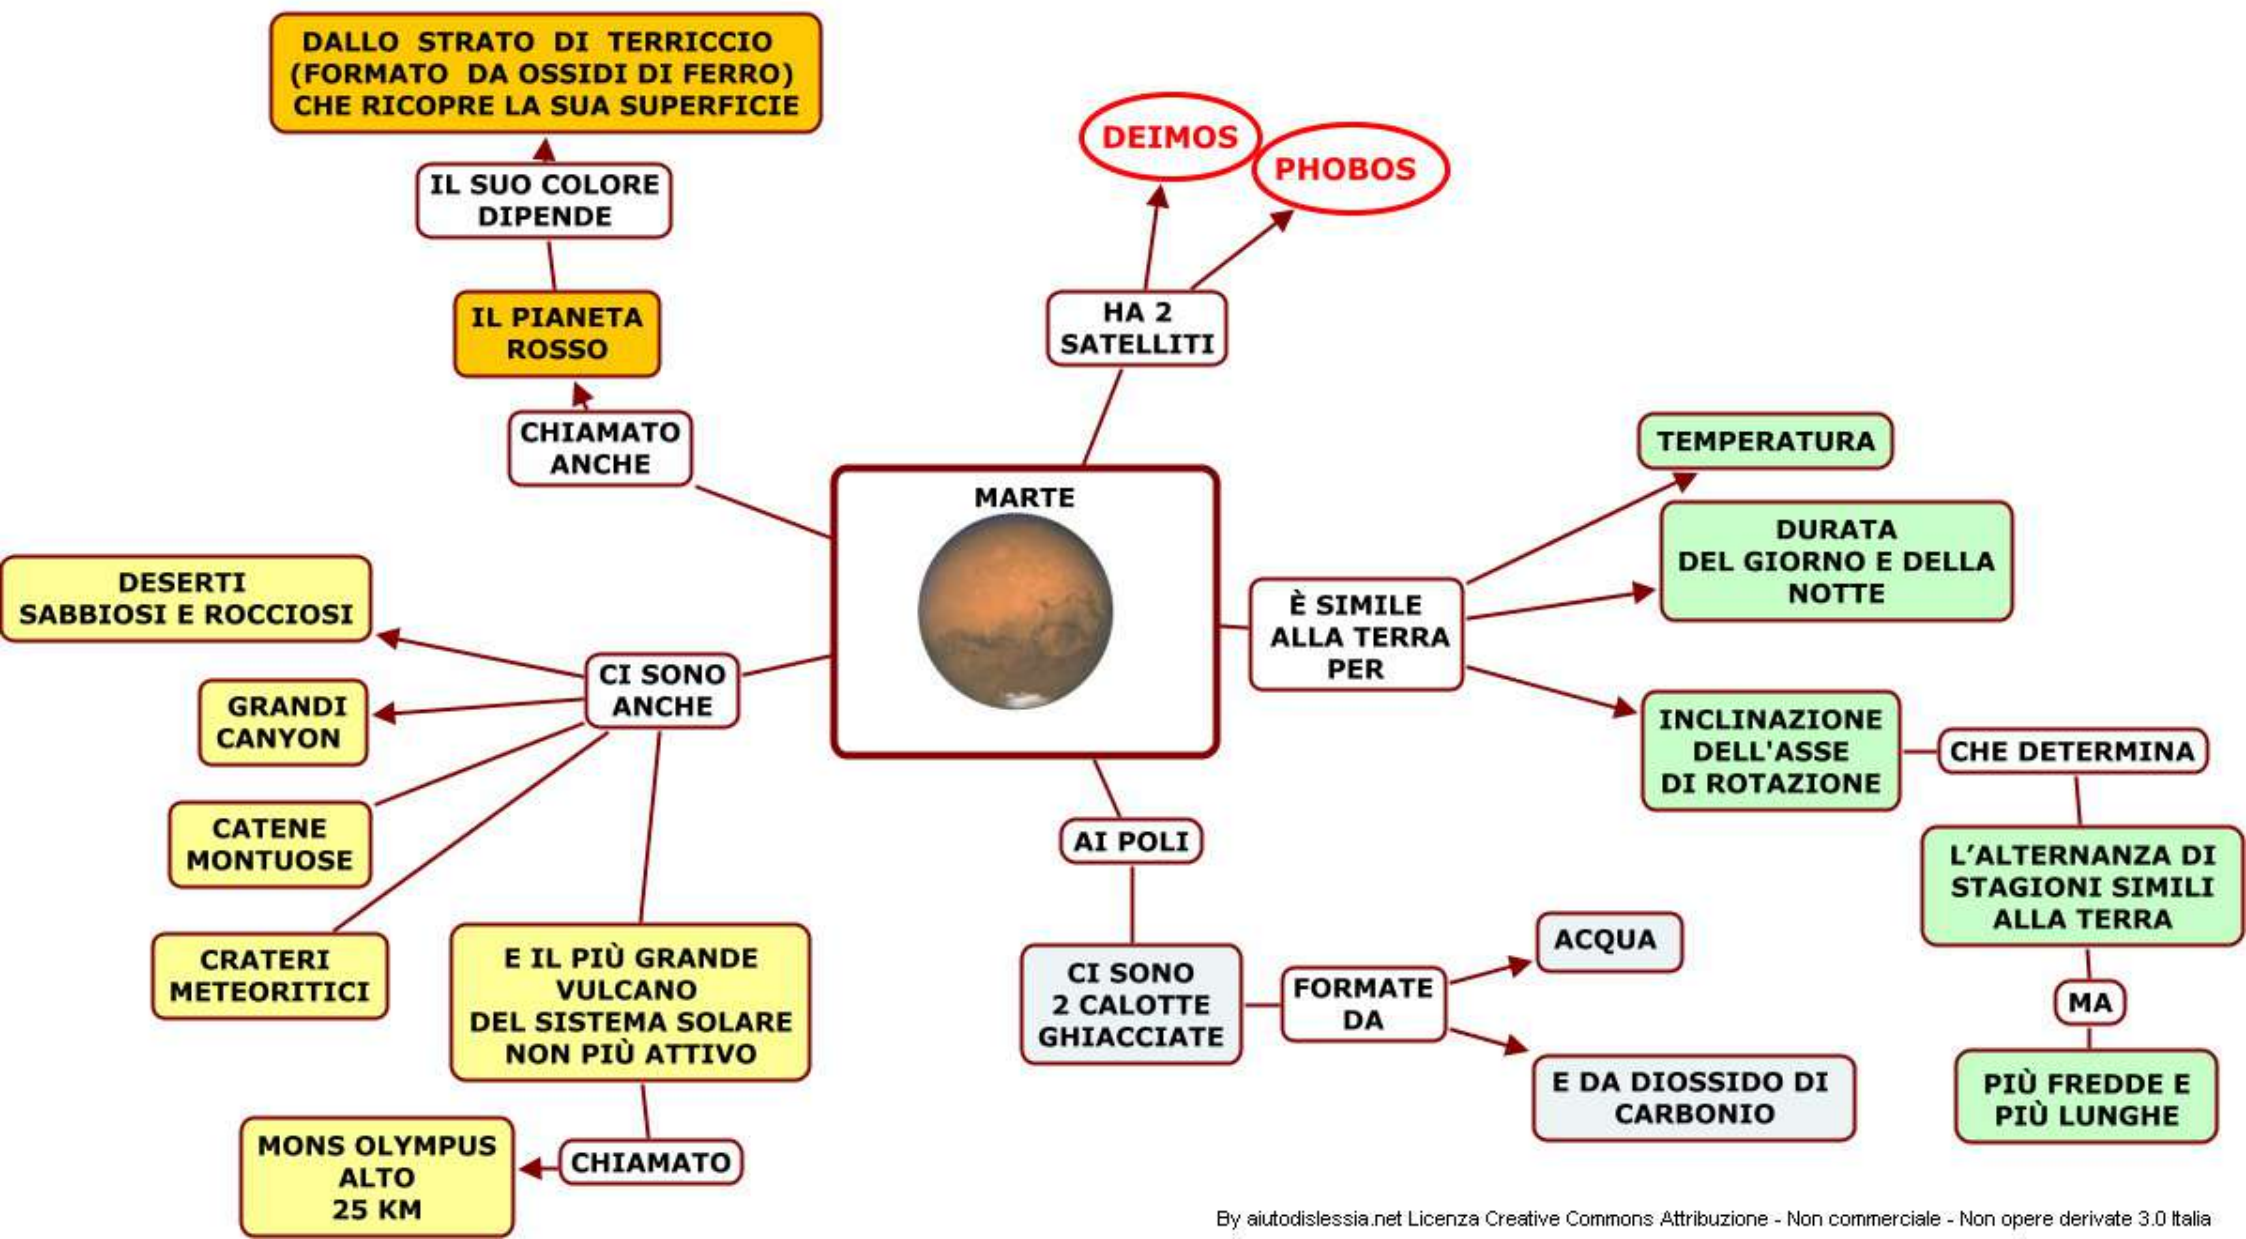 DALLO STRATO DI TERRICCIO
(FORMATO DA OSSIDI DI FERRO)
CHE RICOPRE LA SUA SUPERFICIE
IL SUO COLORE
DIPENDE
IL PIANETA
ROSSO
CHIAMATO
ANCHE
DEIMOS
PHOBOS
HA 2
SATELLITI
MARTE
TEMPERATURA
DURATA
DEL GIORNO E DELLA
NOTTE
È SIMILE
ALLA TERRA
PER
INCLINAZIONE
DELL'ASSE
DI ROTAZIONE
CHE DETERMINA
L’ALTERNANZA DI
STAGIONI SIMILI
ALLA TERRA
MA
PIÙ FREDDE E
PIÙ LUNGHE
DESERTI
SABBIOSI E ROCCIOSI
CI SONO
ANCHE
GRANDI
CANYON
CATENE
MONTUOSE
CRATERI
METEORITICI
E IL PIÙ GRANDE
VULCANO
DEL SISTEMA SOLARE
NON PIÙ ATTIVO
CHIAMATO
MONS OLYMPUS
ALTO
25 KM
AI POLI
CI SONO
2 CALOTTE
GHIACCIATE
FORMATE
DA
ACQUA
E DA DIOSSIDO DI
CARBONIO
By aiutodislessia.net Licenza Creative Commons Attribuzione - Non commerciale - Non opere derivate 3.0 Italia